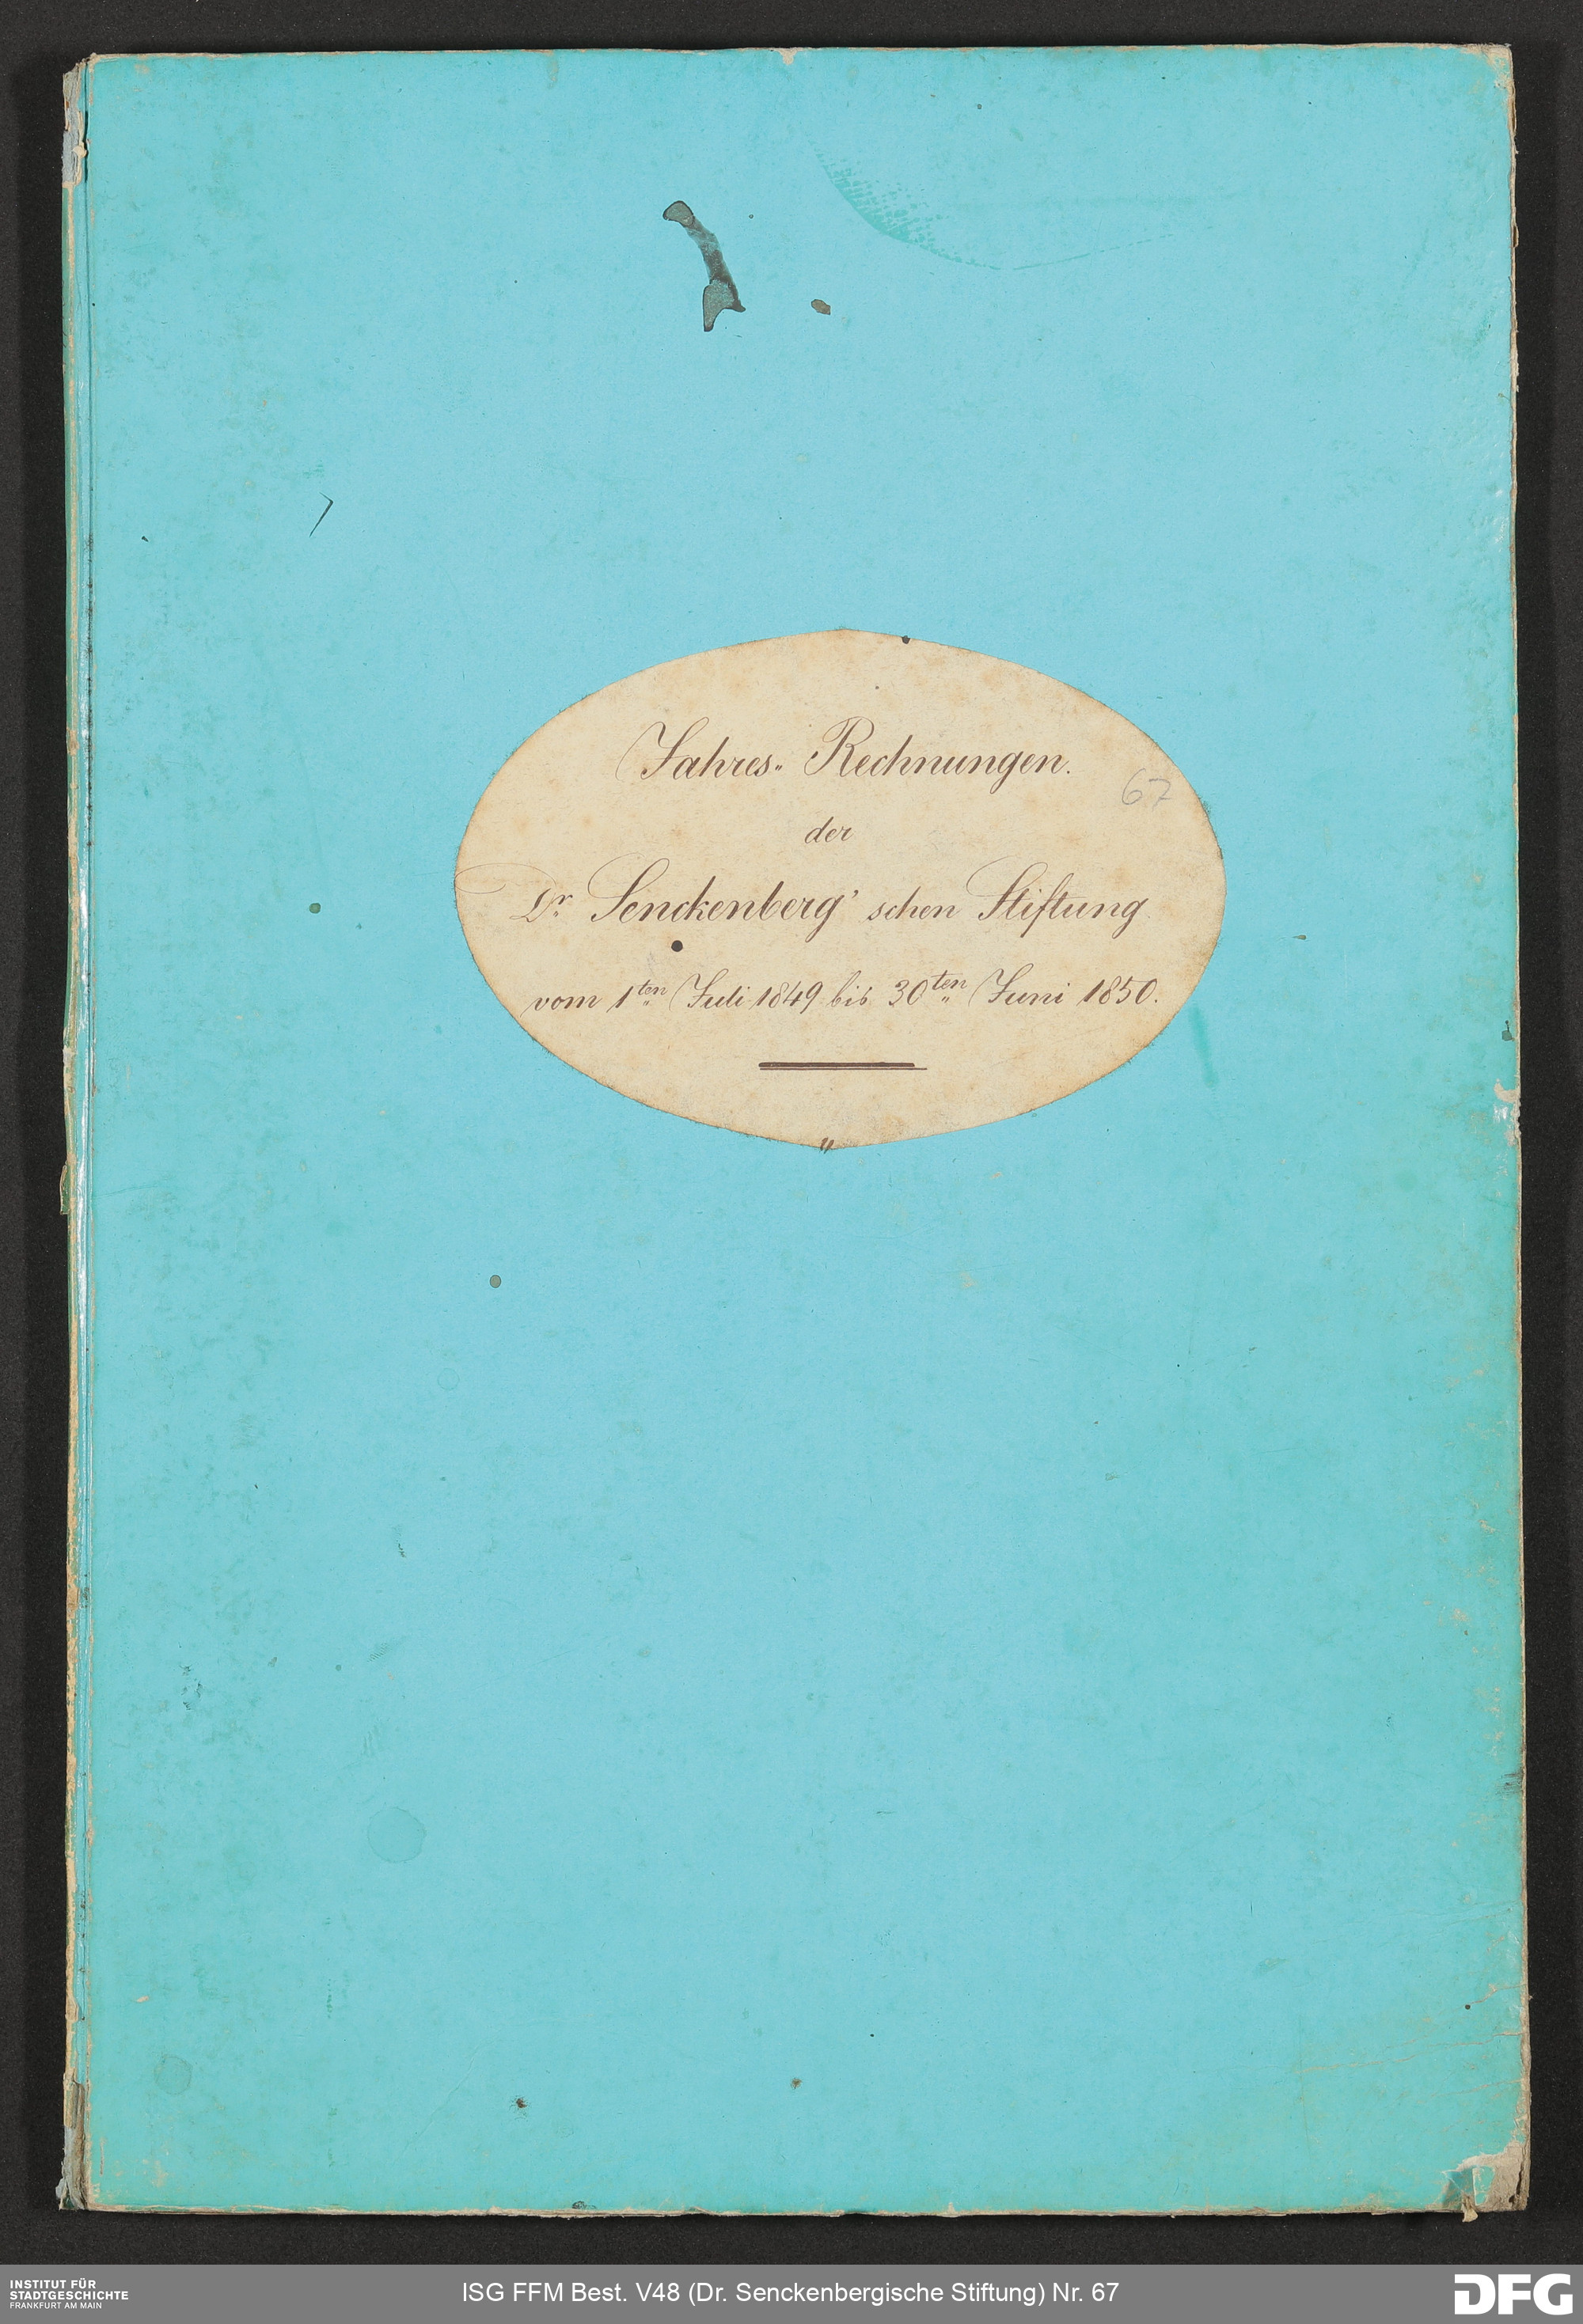 Jahres-Rechnungen.
67
der
Dr. Senckenberg'schen Stiftung
vom 1ten Juli 1849 bis 30ten Juni 1850.
INSTITUT FÜR
STADTGESCHICHTE
FRANKFURT AM MAIN
ISG FFM Best. V48 (Dr. Senckenbergische Stiftung) Nr. 67
DFG